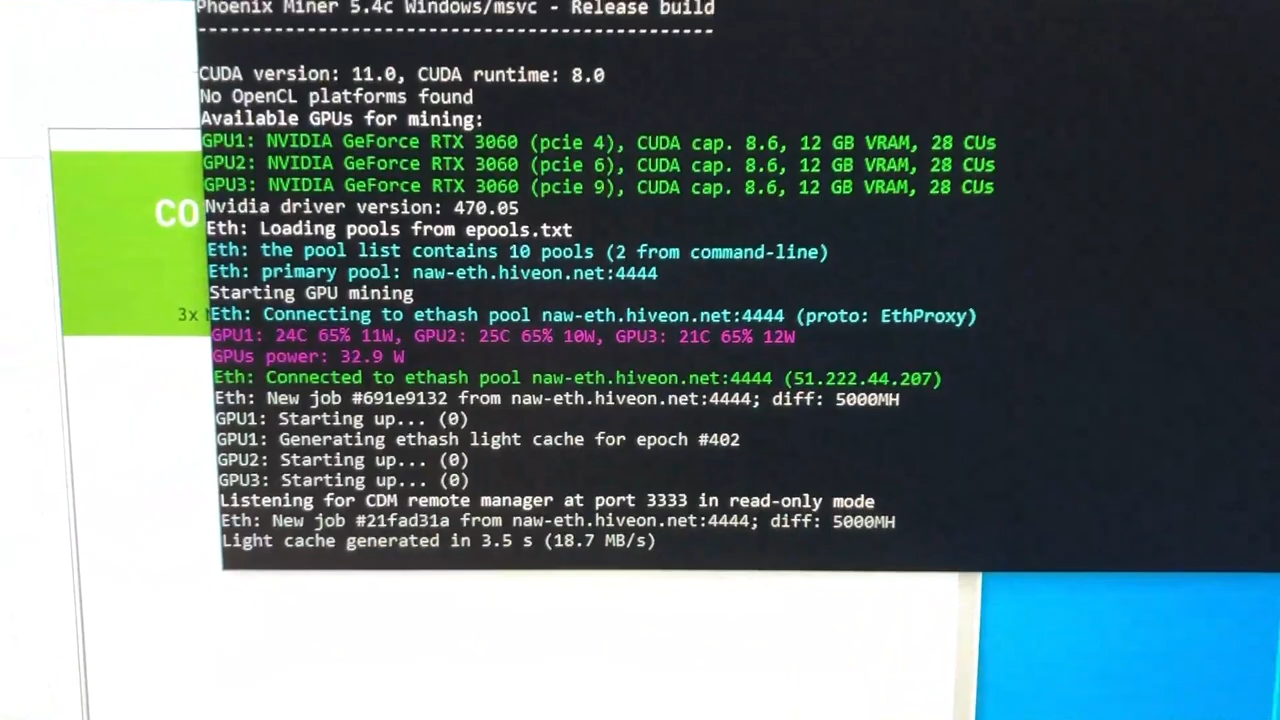 Phoenix Miner 5.4c Windows/msvc - Release build
-----------------------------------------------
CUDA version: 11.0, CUDA runtime: 8.0
No OpenCL platforms found
Available GPUs for mining:
GPU1: NVIDIA GeForce RTX 3060 (pcie 4), CUDA cap. 8.6, 12 GB VRAM, 28 CUs
GPU2: NVIDIA GeForce RTX 3060 (pcie 6), CUDA cap. 8.6, 12 GB VRAM, 28 CUs
GPU3: NVIDIA GeForce RTX 3060 (pcie 9), CUDA cap. 8.6, 12 GB VRAM, 28 CUs
CO
Nvidia driver version: 470.05
Eth: Loading pools from epools.txt
Eth: the pool list contains 10 pools (2 from command-line)
Eth: primary pool: naw-eth.hiveon.net:4444
Starting GPU mining
3x
Eth: Connecting to ethash pool naw-eth.hiveon.net:4444 (proto: EthProxy)
GPU1: 24C 65% 11W, GPU2: 25C 65% 10W, GPU3: 21C 65% 12W
GPUs power: 32.9 W
Eth: Connected to ethash pool naw-eth.hiveon.net:4444 (51.222.44.207)
Eth: New job #691e9132 from naw-eth.hiveon.net:4444; diff: 5000MH
GPU1: Starting up... (0)
GPU1: Generating ethash light cache for epoch #402
GPU2: Starting up... (0)
GPU3: Starting up... (0)
Listening for CDM remote manager at port 3333 in read-only mode
Eth: New job #21fad31a from naw-eth.hiveon.net:4444; diff: 5000MH
Light cache generated in 3.5 s (18.7 MB/s)